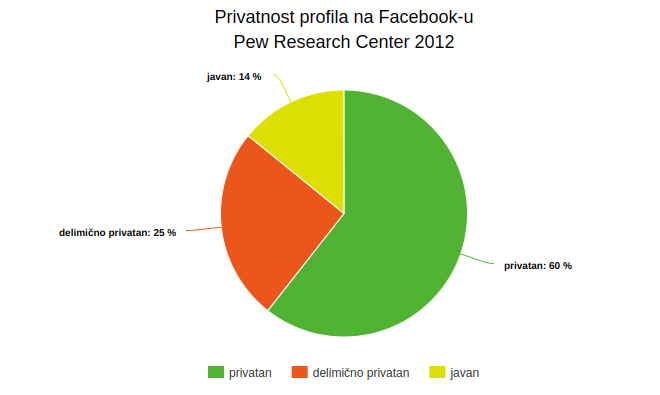 Privatnost profila na Facebook-u
Pew Research Center 2012
javan: 14 %
delimično privatan: 25 %
privatan: 60 %
privatan delimično privatan javan